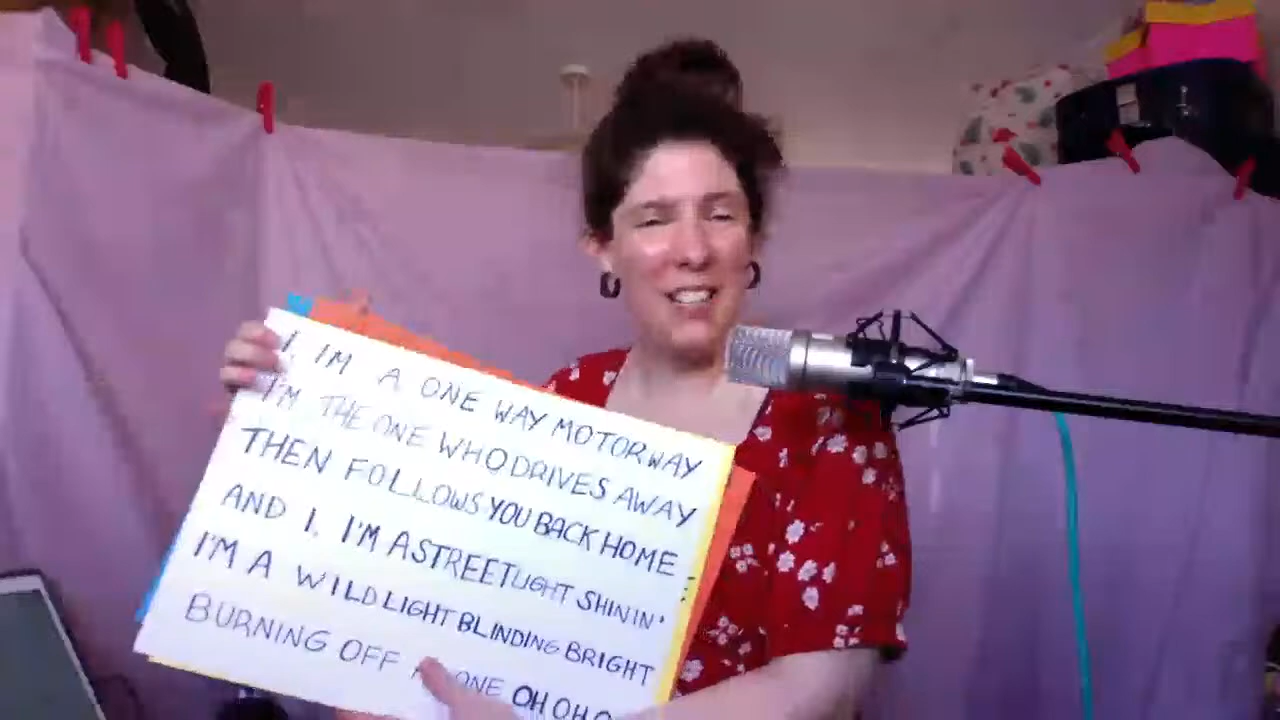 I, IM A ONE WAY MOTORWAY
I'M THE ONE WHO DRIVES AWAY
THEN FOLLOWS YOU BACK HOME
AND I, I'M A STREETLIGHT SHININ'
I'M A WILD LIGHT BLINDING BRIGHT
BURNING OFF ONE OH OH